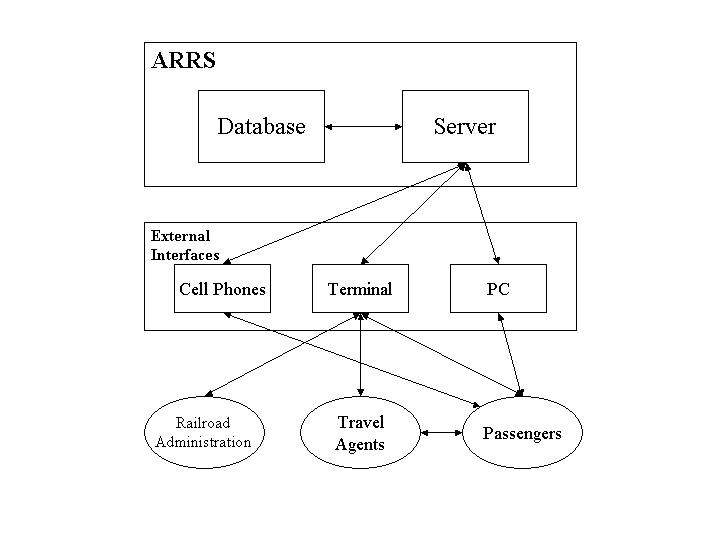 ARRS
Database
Server
External
Interfaces
Cell Phones
Terminal
PC
Railroad
Administration
Travel
Agents
Passengers